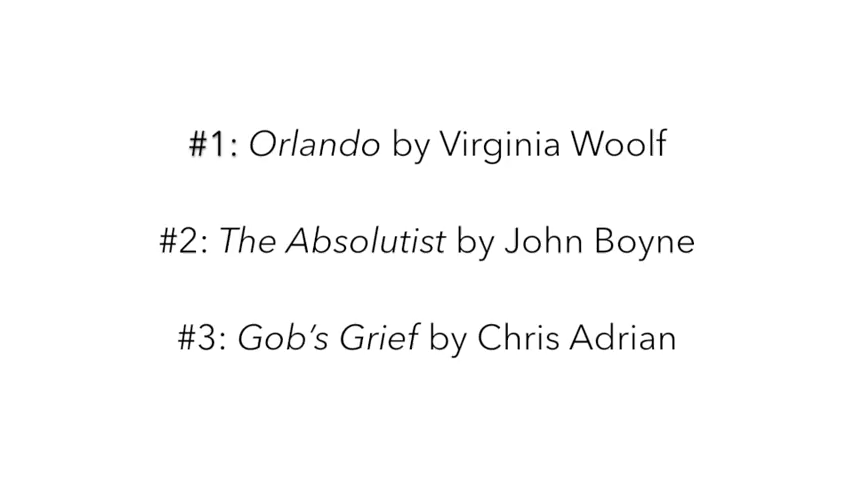 #1: Orlando by Virginia Woolf
#2: The Absolutist by John Boyne
#3: Gob’s Grief by Chris Adrian